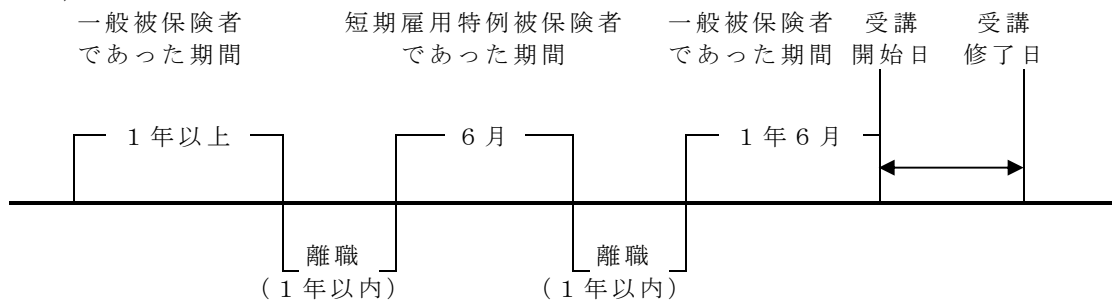 一般被保険者 短期雇用特例被保険者 一般被保険者 受講 受講
であった期間 であった期間 であった期間 開始日 修了日
1年以上 6月 1年6月
離職 離職
(1年以内) (1年以内)